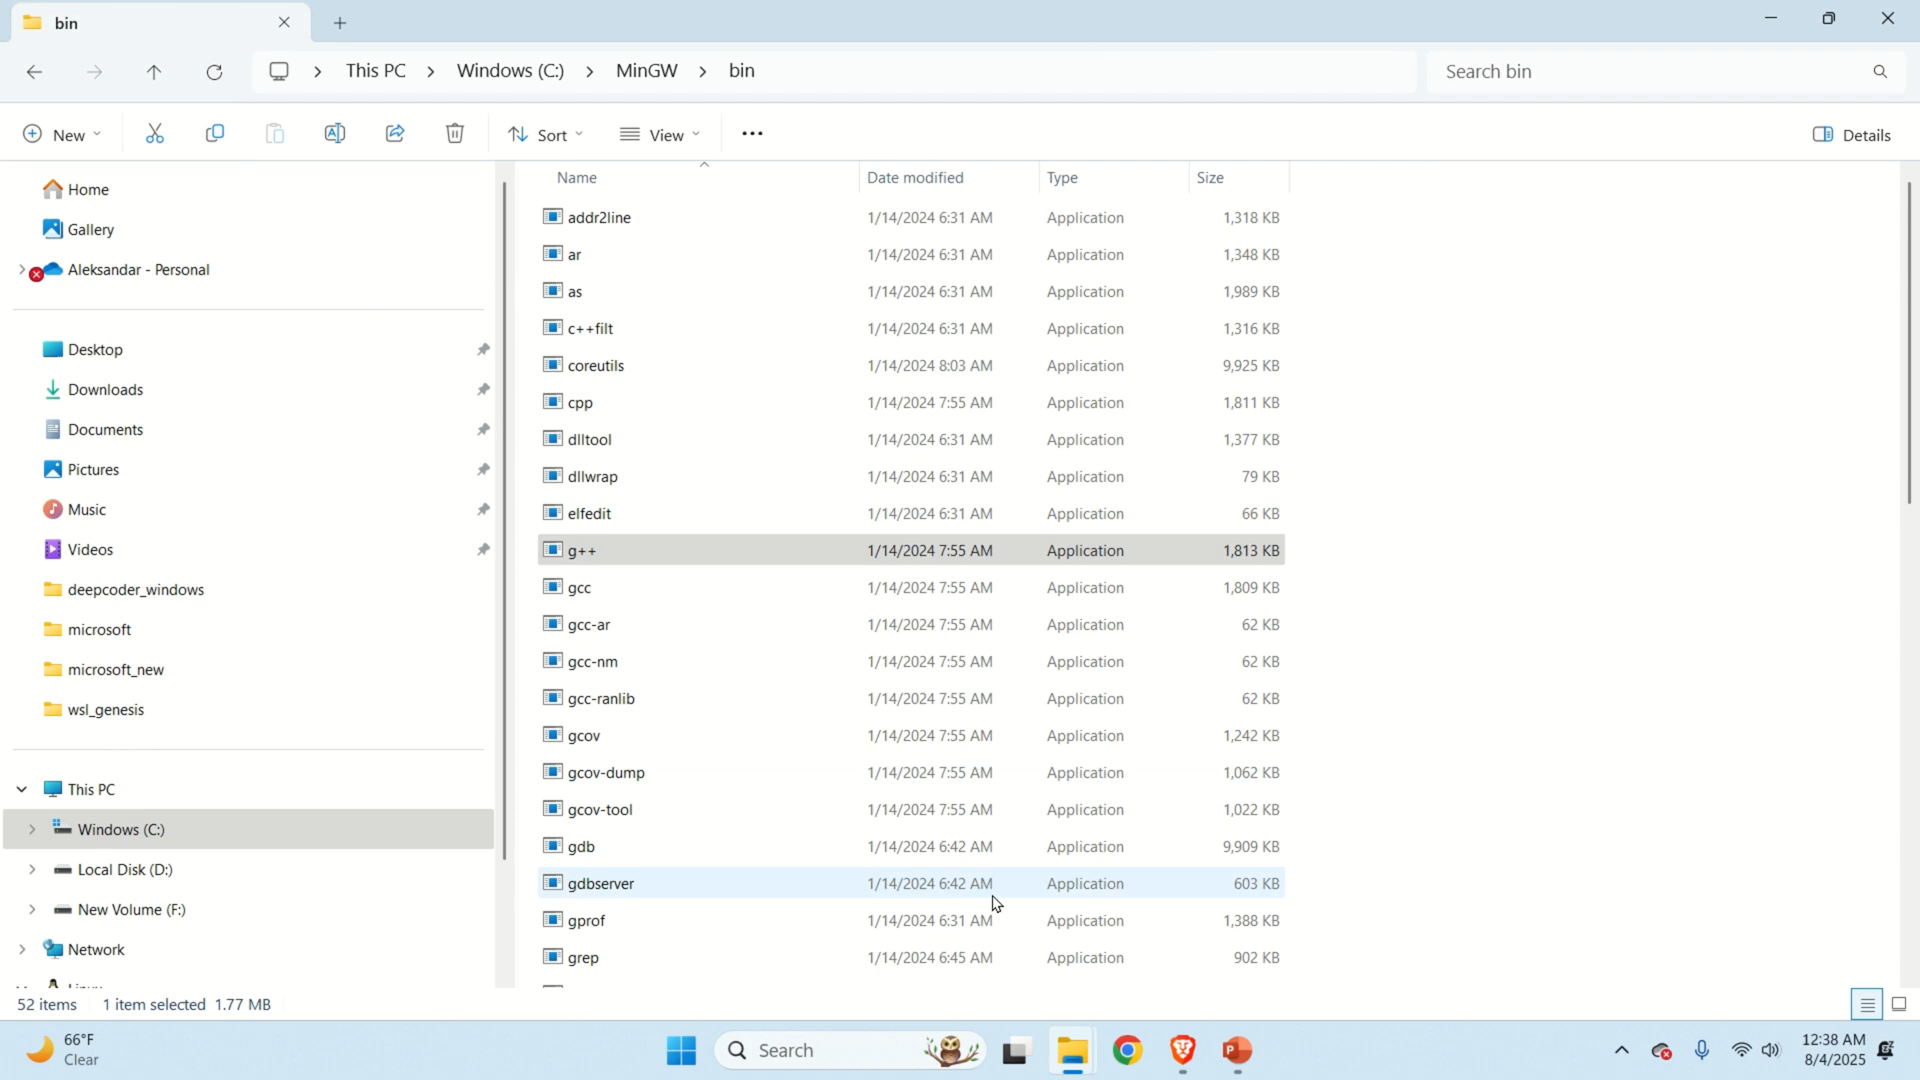 bin
This PC > Windows (C:) > MinGW > bin
Search bin
New
Sort
View
Details
Home
Gallery
Aleksandar - Personal
Desktop
Downloads
Documents
Pictures
Music
Videos
deepcoder_windows
microsoft
microsoft_new
wsl_genesis
This PC
Windows (C:)
Local Disk (D:)
New Volume (F:)
Network
Name Date modified Type Size
addr2line 1/14/2024 6:31 AM Application 1,318 KB
ar 1/14/2024 6:31 AM Application 1,348 KB
as 1/14/2024 6:31 AM Application 1,989 KB
c++filt 1/14/2024 6:31 AM Application 1,316 KB
coreutils 1/14/2024 8:03 AM Application 9,925 KB
cpp 1/14/2024 7:55 AM Application 1,811 KB
dlltool 1/14/2024 6:31 AM Application 1,377 KB
dllwrap 1/14/2024 6:31 AM Application 79 KB
elfedit 1/14/2024 6:31 AM Application 66 KB
g++ 1/14/2024 7:55 AM Application 1,813 KB
gcc 1/14/2024 7:55 AM Application 1,809 KB
gcc-ar 1/14/2024 7:55 AM Application 62 KB
gcc-nm 1/14/2024 7:55 AM Application 62 KB
gcc-ranlib 1/14/2024 7:55 AM Application 62 KB
gcov 1/14/2024 7:55 AM Application 1,242 KB
gcov-dump 1/14/2024 7:55 AM Application 1,062 KB
gcov-tool 1/14/2024 7:55 AM Application 1,022 KB
gdb 1/14/2024 6:42 AM Application 9,909 KB
gdbserver 1/14/2024 6:42 AM Application 603 KB
gprof 1/14/2024 6:31 AM Application 1,388 KB
grep 1/14/2024 6:45 AM Application 902 KB
52 items 1 item selected 1.77 MB
66°F
Clear
Search
12:38 AM
8/4/2025